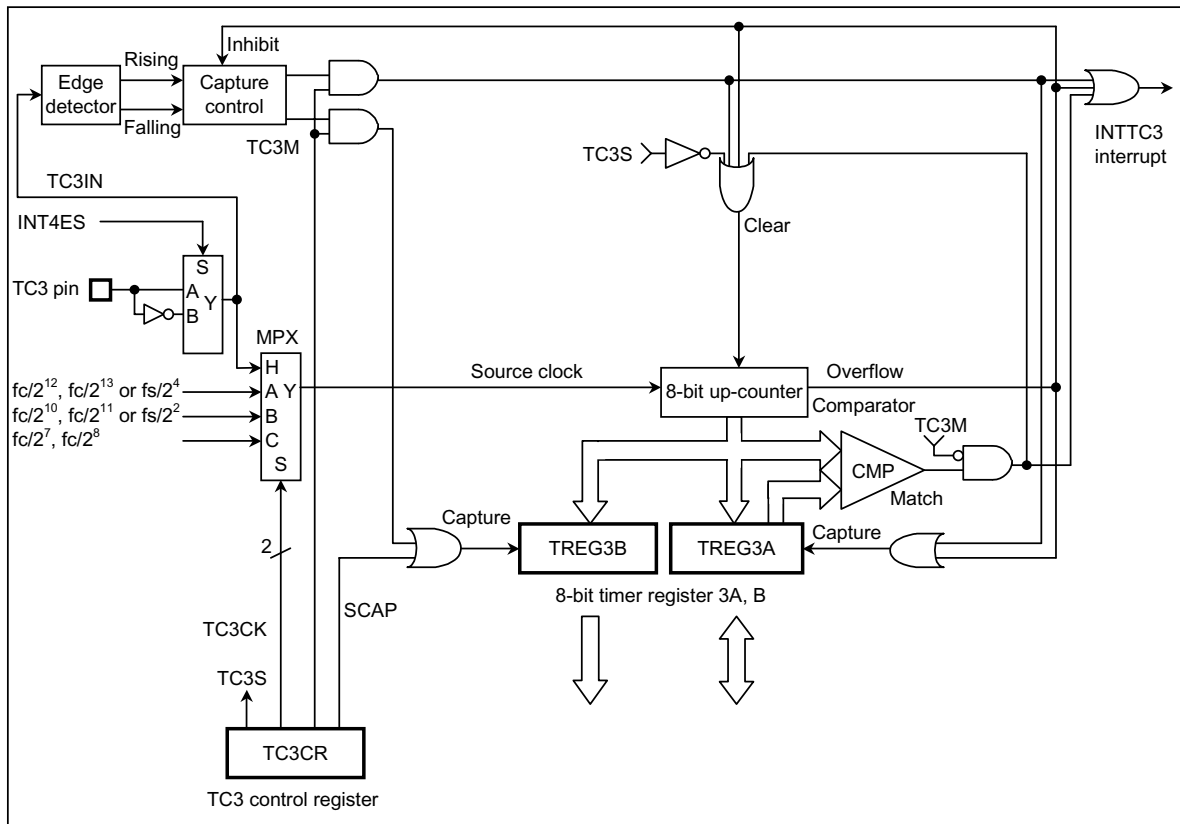 Inhibit
Rising
Edge
detector
Capture
control
Falling
TC3M
INTTC3
interrupt
TC3S
TC3IN
INT4ES
Clear
S
TC3 pin
A
Y
B
MPX
H
fc/2¹², fc/2¹³ or fs/2⁴
A Y
Source clock
8-bit up-counter
Overflow
fc/2¹⁰, fc/2¹¹ or fs/2²
B
Comparator
TC3M
fc/2⁷, fc/2⁸
C
S
CMP
Match
Capture
2
TREG3B
TREG3A
Capture
8-bit timer register 3A, B
SCAP
TC3CK
TC3S
TC3CR
TC3 control register